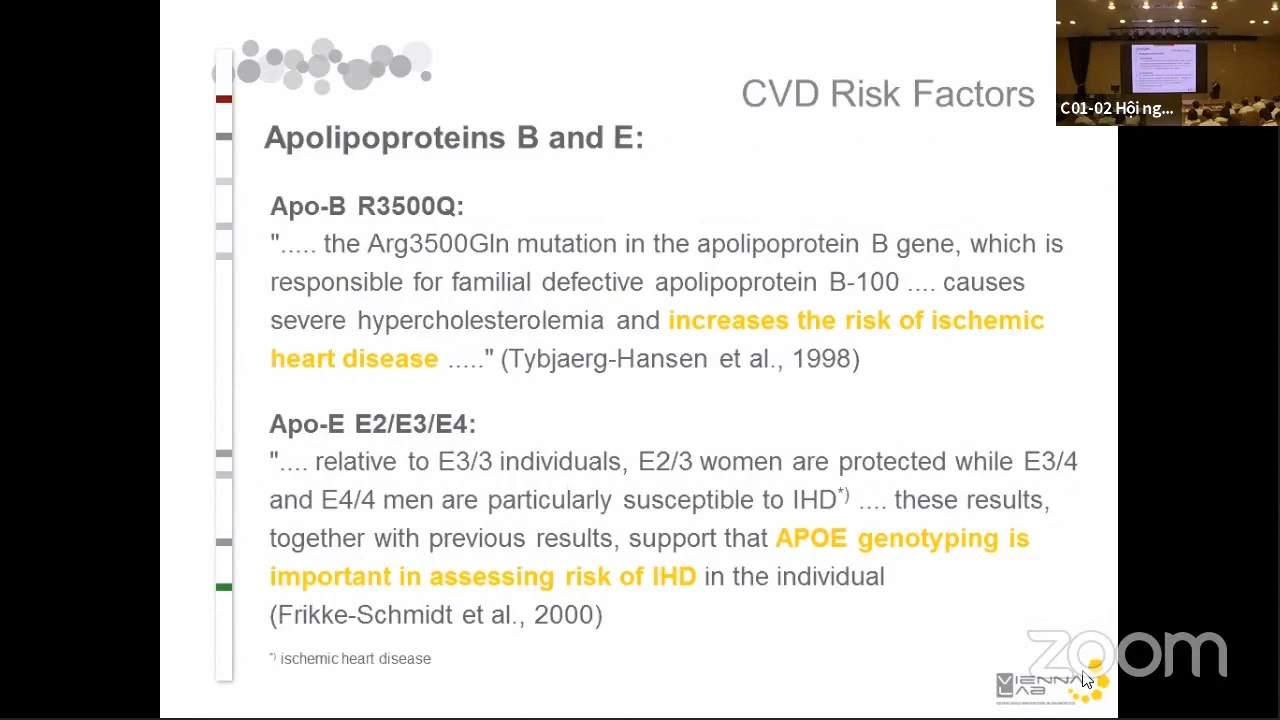 CVD Risk Factors
C01-02 Hội ng...
Apolipoproteins B and E:
Apo-B R3500Q:
"..... the Arg3500Gln mutation in the apolipoprotein B gene, which is
responsible for familial defective apolipoprotein B-100 .... causes
severe hypercholesterolemia and increases the risk of ischemic
heart disease ....." (Tybjaerg-Hansen et al., 1998)
Apo-E E2/E3/E4:
".... relative to E3/3 individuals, E2/3 women are protected while E3/4
and E4/4 men are particularly susceptible to IHD*) .... these results,
together with previous results, support that APOE genotyping is
important in assessing risk of IHD in the individual
(Frikke-Schmidt et al., 2000)
*) ischemic heart disease
zoom
VIENNA
LAB